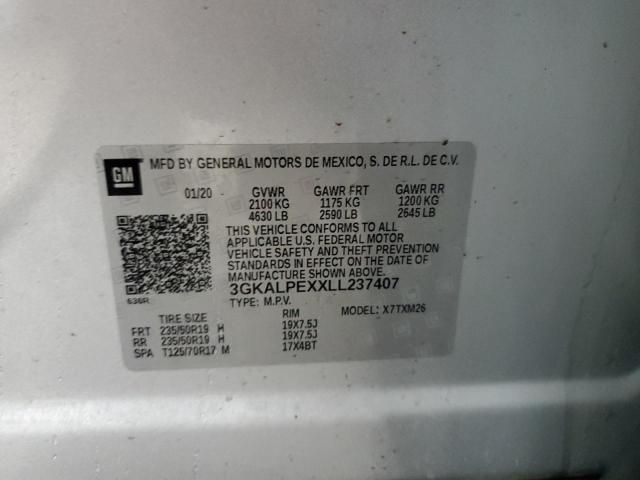 GM
MFD BY GENERAL MOTORS DE MEXICO, S. DE R.L. DE C.V.
01/20 GVWR GAWR FRT GAWR RR
2100 KG 1175 KG 1200 KG
4630 LB 2590 LB 2645 LB
THIS VEHICLE CONFORMS TO ALL
APPLICABLE U.S. FEDERAL MOTOR
VEHICLE SAFETY AND THEFT PREVENTION
STANDARDS IN EFFECT ON THE DATE OF
MANUFACTURE SHOWN ABOVE.
3GKALPEXXLL237407
636R
TYPE: M.P.V. MODEL: X7TXM26
TIRE SIZE RIM
FRT 235/50R19 H 19X7.5J
RR 235/50R19 H 19X7.5J
SPA T125/70R17 M 17X4BT